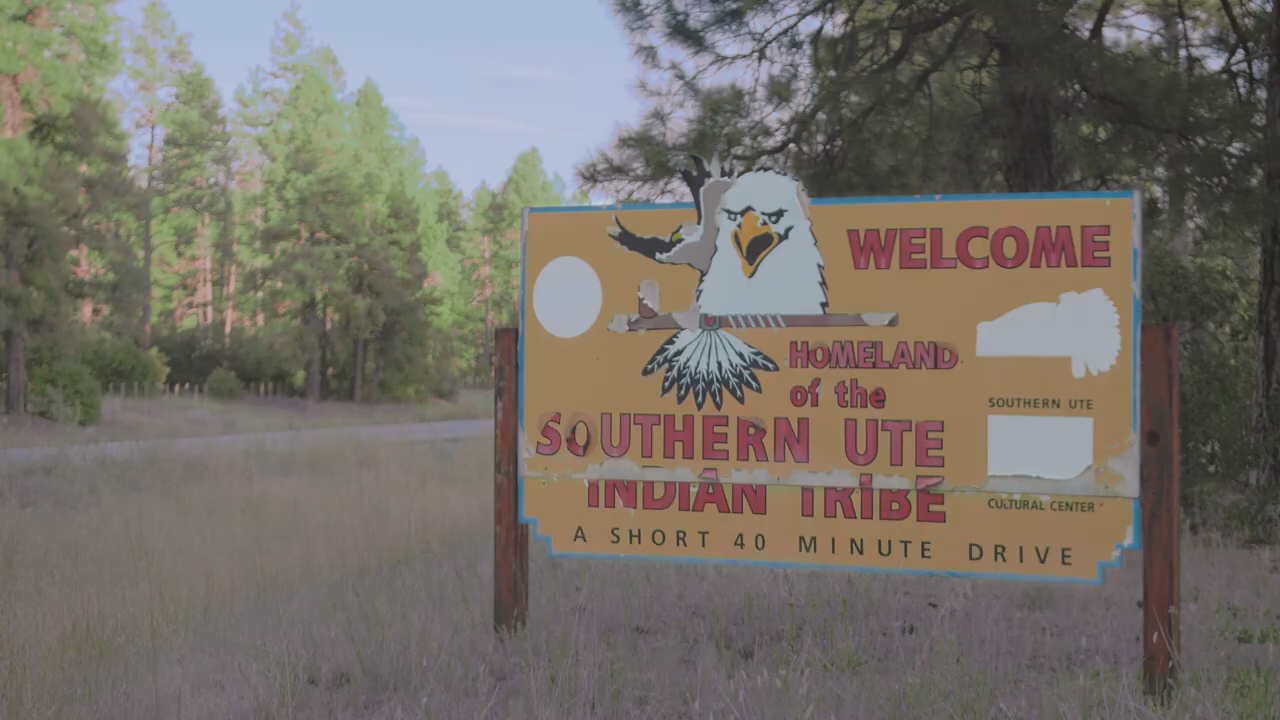 WELCOME
HOMELAND
of the
SOUTHERN UTE
INDIAN TRIBE
SOUTHERN UTE
CULTURAL CENTER
A SHORT 40 MINUTE DRIVE